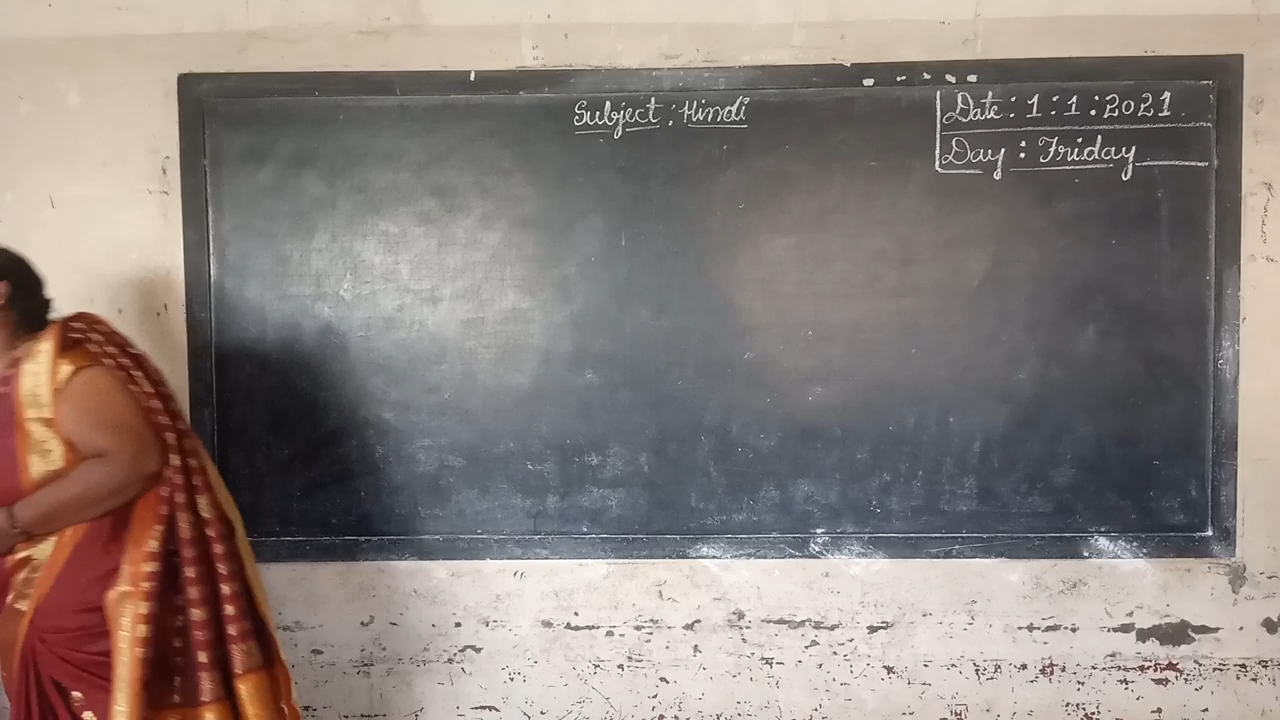 Subject : Hindi
Date : 1 : 1 : 2021
Day : Friday